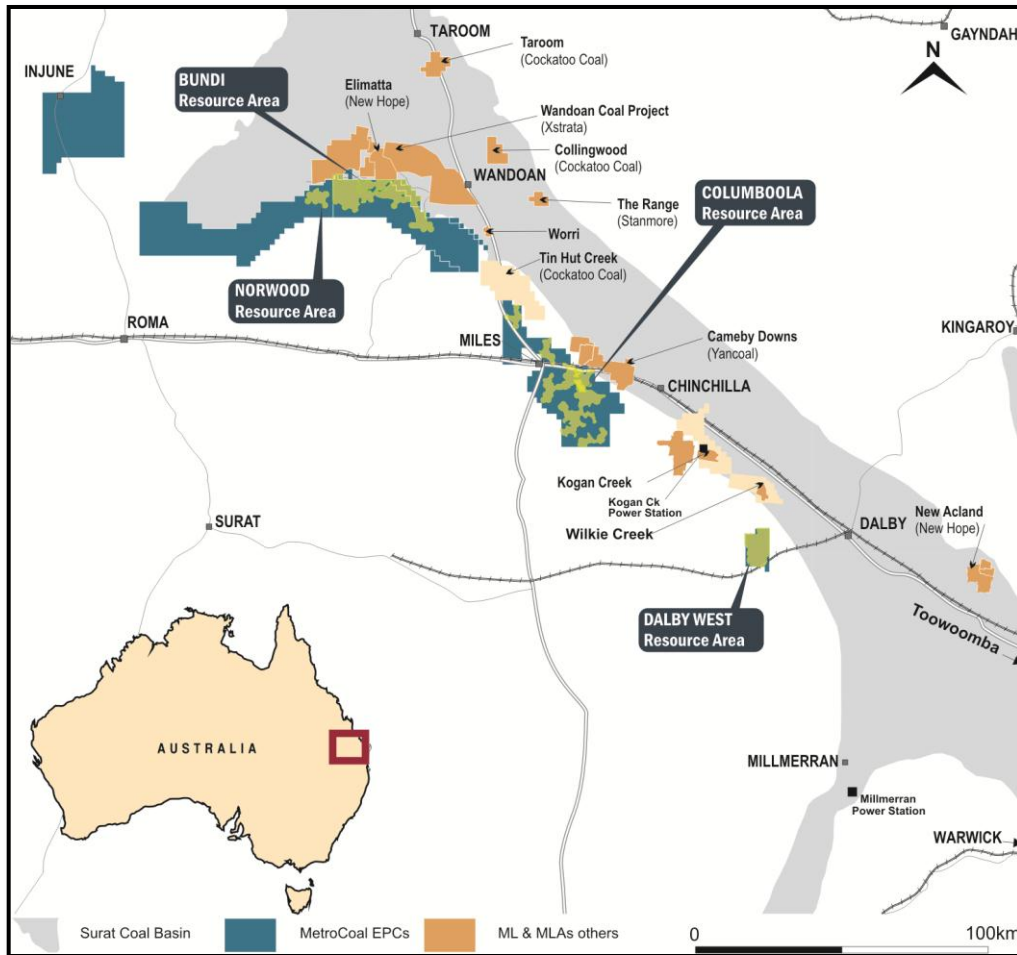 TAROOM
GAYNDAH
Taroom
(Cockatoo Coal)
N
INJUNE
BUNDI
Resource Area
Elimatta
(New Hope)
Wandoan Coal Project
(Xstrata)
Collingwood
(Cockatoo Coal)
WANDOAN
COLUMBOOLA
Resource Area
The Range
(Stanmore)
Worri
Tin Hut Creek
(Cockatoo Coal)
NORWOOD
Resource Area
ROMA
MILES
Cameby Downs
(Yancoal)
KINGAROY
CHINCHILLA
Kogan Creek
Kogan Ck
Power Station
Wilkie Creek
SURAT
DALBY
New Acland
(New Hope)
DALBY WEST
Resource Area
Toowoomba
AUSTRALIA
MILLMERRAN
Millmerran
Power Station
WARWICK
Surat Coal Basin
MetroCoal EPCs
ML & MLAs others
0
100km